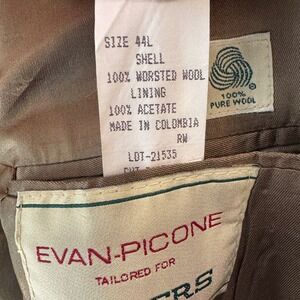 SIZE 44L
SHELL
100% WORSTED WOOL
LINING
100% ACETATE
MADE IN COLOMBIA
RW
LOT-21535
100%
PURE WOOL
EVAN-PICONE
TAILORED FOR